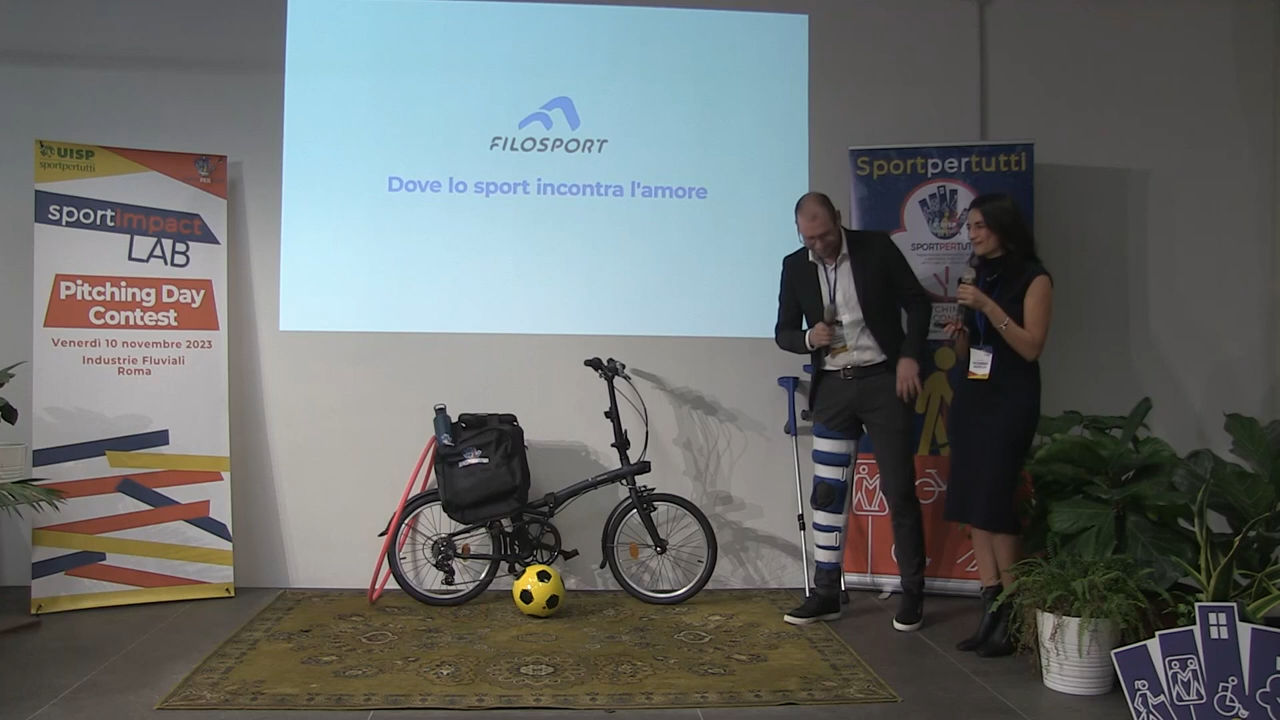 UISP
sportpertutti
sportimpact
LAB
Pitching Day
Contest
Venerdì 10 novembre 2023
Industrie Fluviali
Roma
FILOSPORT
Dove lo sport incontra l'amore
Sportpertutti
SPORTPERTUT